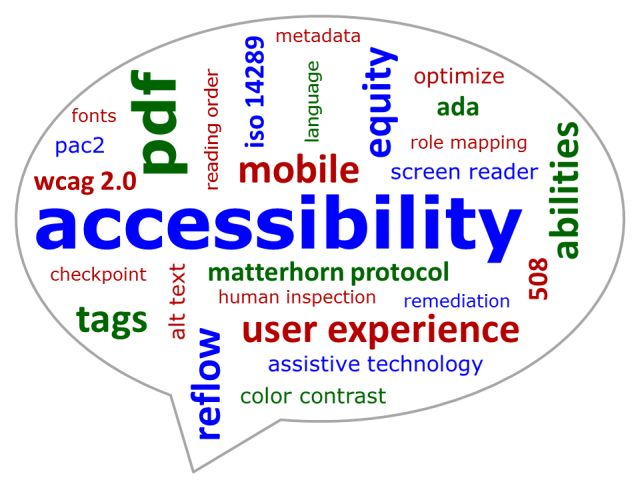 metadata
iso 14289
equity
pdf
reading order
language
optimize
fonts
ada
pac2
role mapping
abilities
mobile
screen reader
wcag 2.0
accessibility
checkpoint
alt text
matterhorn protocol
508
human inspection
remediation
tags
user experience
reflow
assistive technology
color contrast